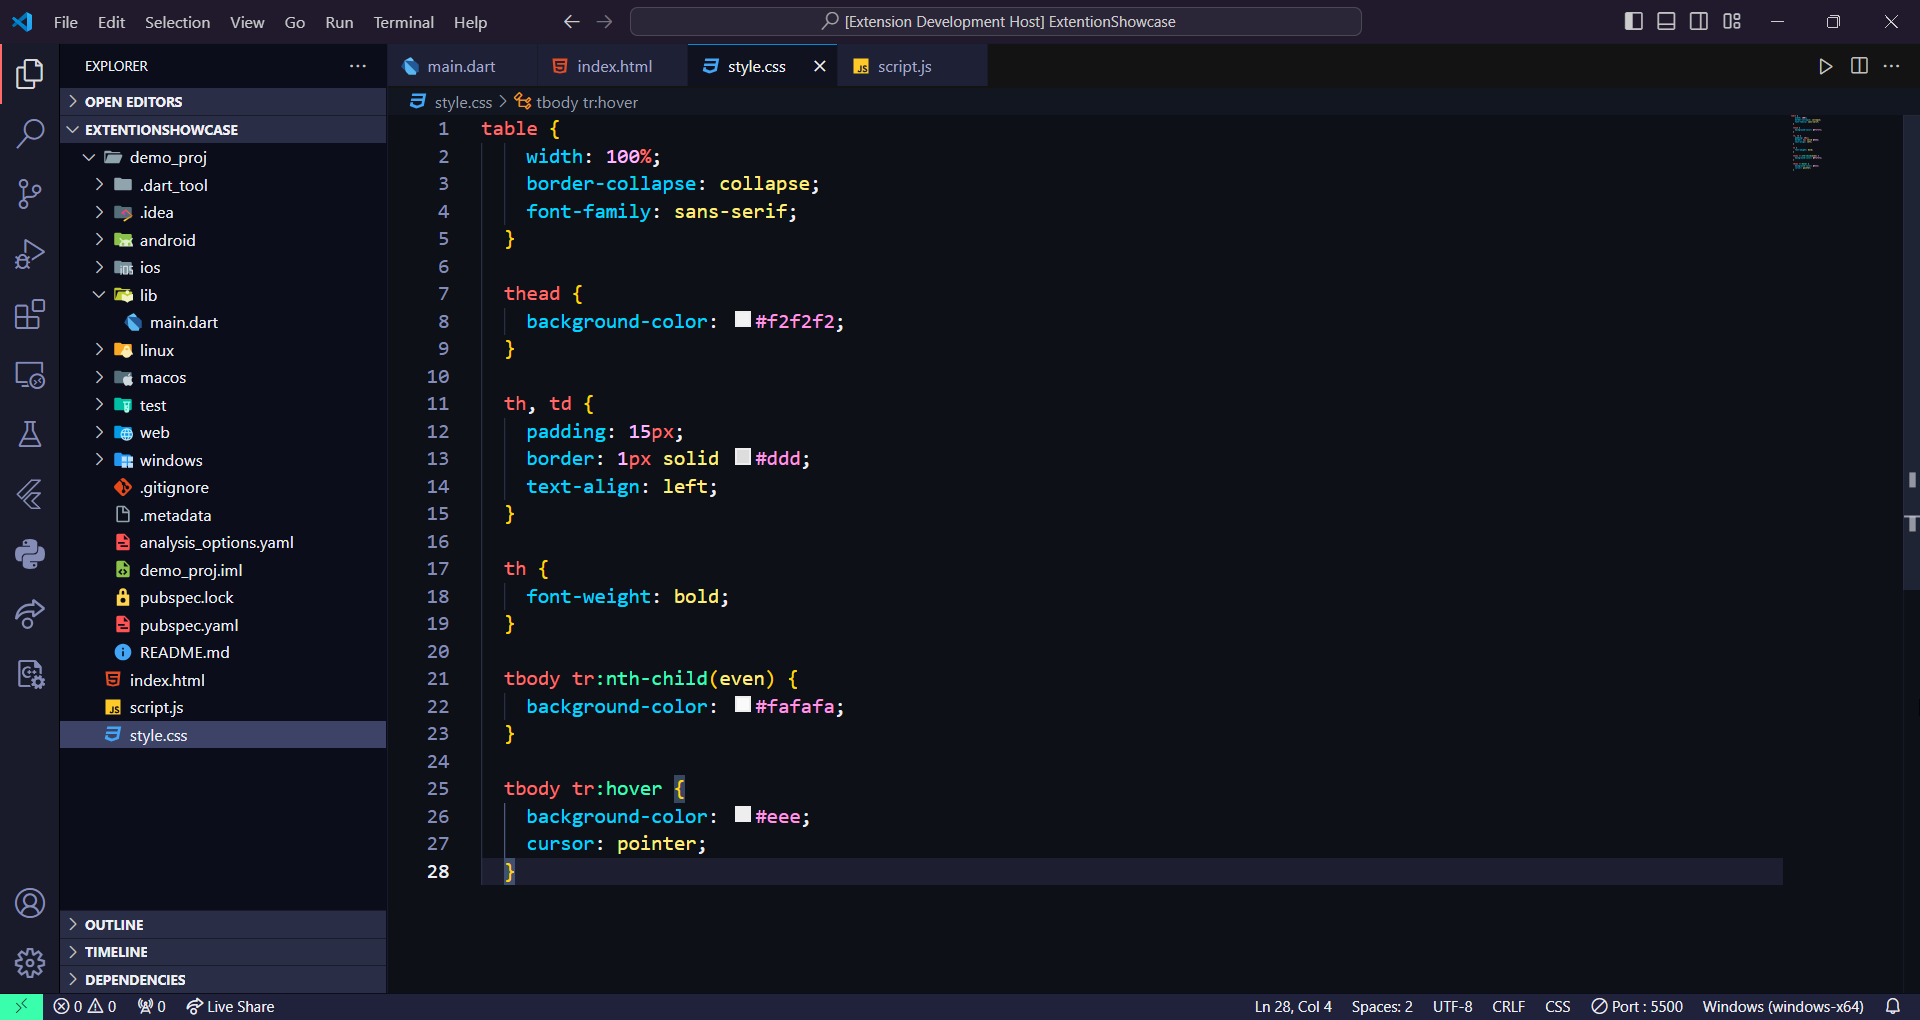 File Edit Selection View Go Run Terminal Help
[Extension Development Host] ExtentionShowcase
EXPLORER
OPEN EDITORS
EXTENTIONSHOWCASE
demo_proj
.dart_tool
.idea
android
ios
lib
main.dart
linux
macos
test
web
windows
.gitignore
.metadata
analysis_options.yaml
demo_proj.iml
pubspec.lock
pubspec.yaml
README.md
index.html
script.js
style.css
OUTLINE
TIMELINE
DEPENDENCIES
main.dart index.html style.css script.js
style.css > tbody tr:hover
1 table {
2 width: 100%;
3 border-collapse: collapse;
4 font-family: sans-serif;
5 }
6
7 thead {
8 background-color: #f2f2f2;
9 }
10
11 th, td {
12 padding: 15px;
13 border: 1px solid #ddd;
14 text-align: left;
15 }
16
17 th {
18 font-weight: bold;
19 }
20
21 tbody tr:nth-child(even) {
22 background-color: #fafafa;
23 }
24
25 tbody tr:hover {
26 background-color: #eee;
27 cursor: pointer;
28 }
0 0 0 Live Share
Ln 28, Col 4 Spaces: 2 UTF-8 CRLF CSS Port : 5500 Windows (windows-x64)